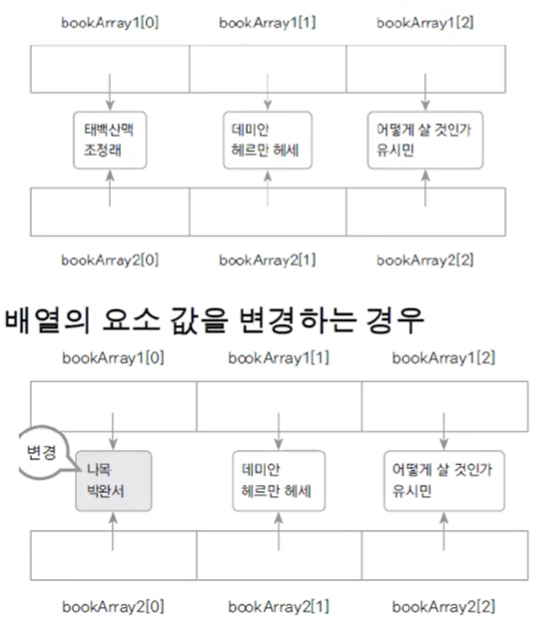 bookArray1[0] bookArray1[1] bookArray1[2]
태백산맥
조정래
데미안
헤르만 헤세
어떻게 살 것인가
유시민
bookArray2[0] bookArray2[1] bookArray2[2]
배열의 요소 값을 변경하는 경우
bookArray1[0] bookArray1[1] bookArray1[2]
변경
나목
박완서
데미안
헤르만 헤세
어떻게 살 것인가
유시민
bookArray2[0] bookArray2[1] bookArray2[2]